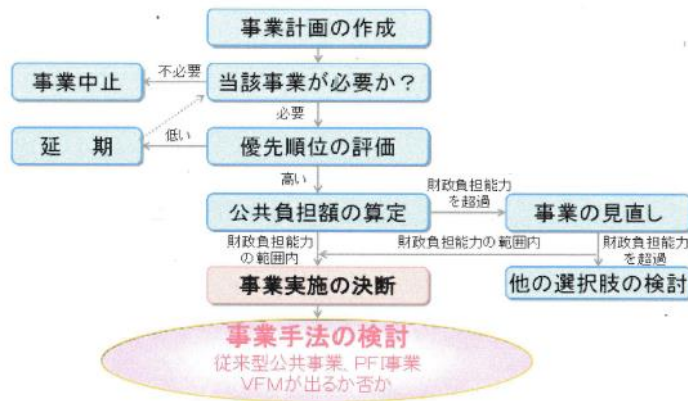 事業計画の作成
事業中止
不必要
当該事業が必要か?
必要
延　期
低い
優先順位の評価
高い
公共負担額の算定
財政負担能力
を超過
事業の見直し
財政負担能力
の範囲内
財政負担能力の範囲内
財政負担能力
を超過
事業実施の決断
他の選択肢の検討
事業手法の検討
従来型公共事業、PFI事業
VFMが出るか否か